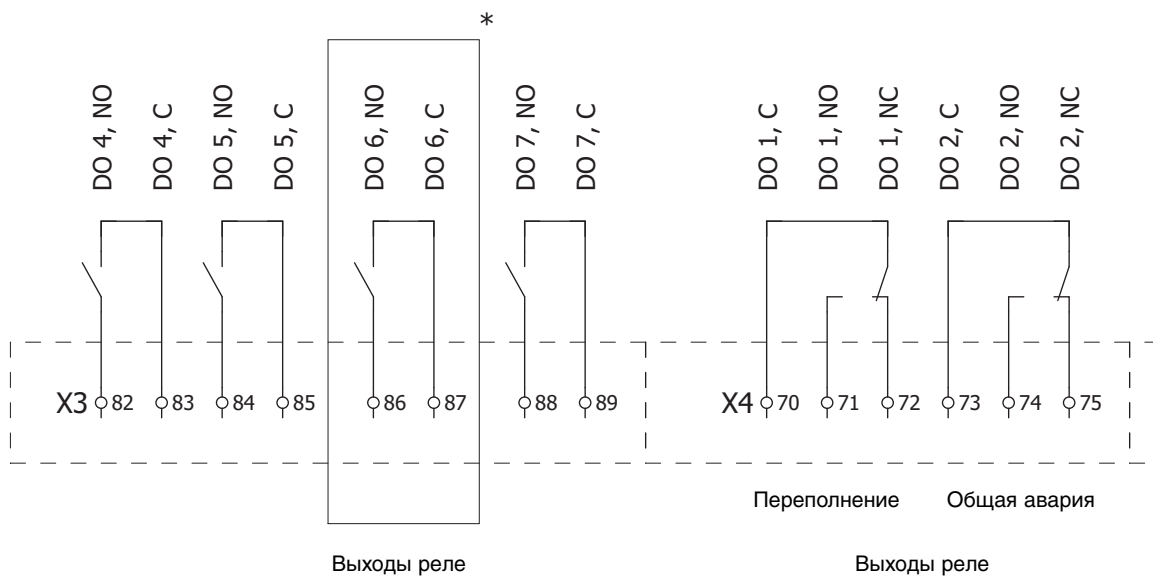 *
DO 4, NO
DO 4, C
DO 5, NO
DO 5, C
DO 6, NO
DO 6, C
DO 7, NO
DO 7, C
DO 1, C
DO 1, NO
DO 1, NC
DO 2, C
DO 2, NO
DO 2, NC
X3 82 83 84 85 86 87 88 89 X4 70 71 72 73 74 75
Переполнение Общая авария
Выходы реле Выходы реле